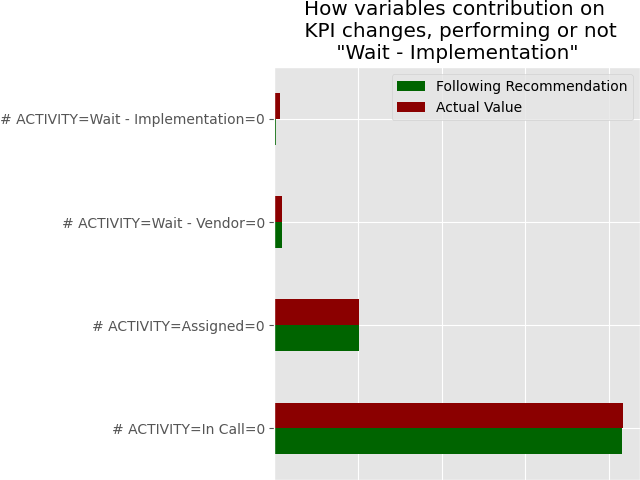 How variables contribution on
KPI changes, performing or not
"Wait - Implementation"
Following Recommendation
Actual Value
# ACTIVITY=Wait - Implementation=0
# ACTIVITY=Wait - Vendor=0
# ACTIVITY=Assigned=0
# ACTIVITY=In Call=0